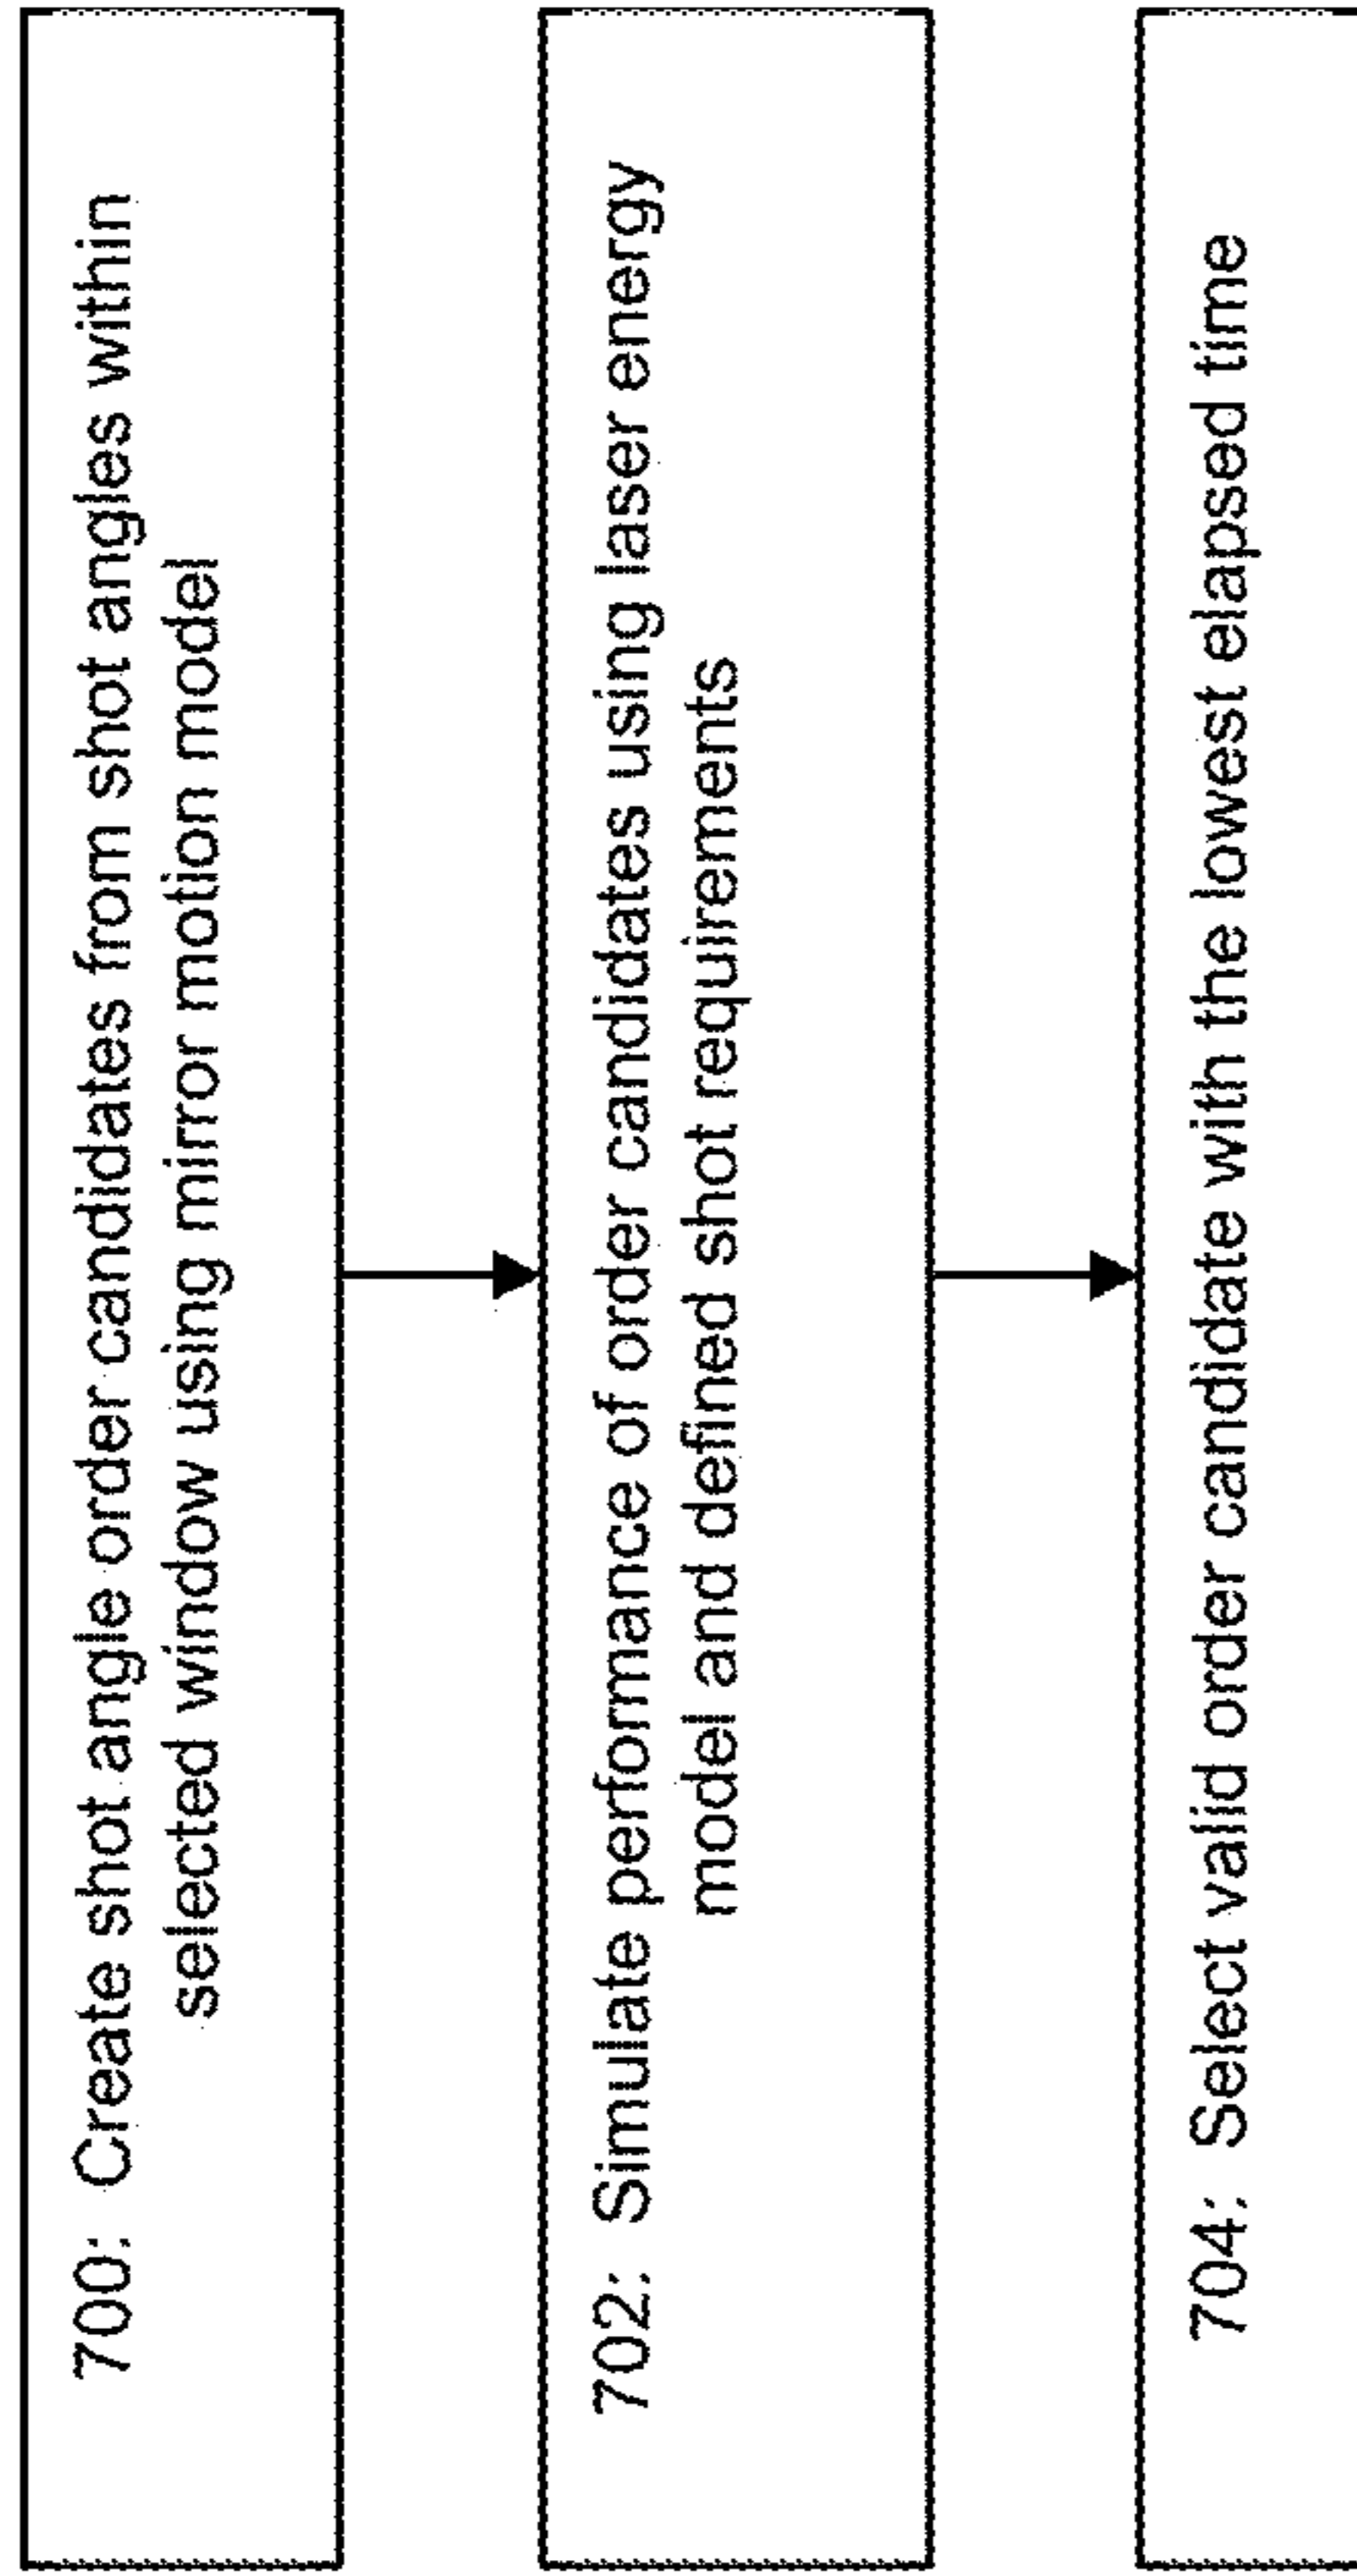 700: Create shot angle order candidates from shot angles within
selected window using mirror motion model
702: Simulate performance of order candidates using laser energy
model and defined shot requirements
704: Select valid order candidate with the lowest elapsed time